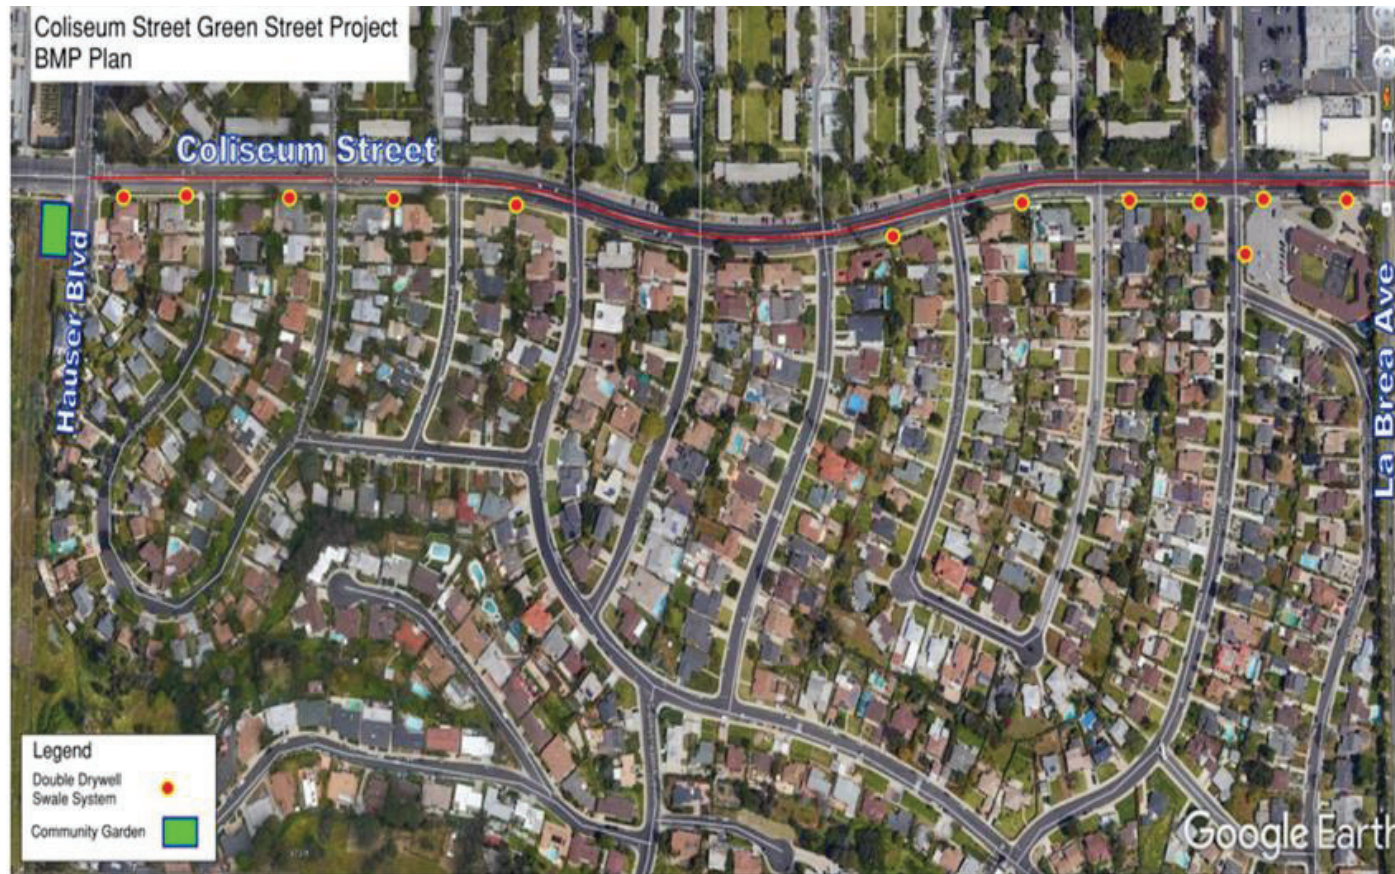 Coliseum Street Green Street Project
BMP Plan
Coliseum Street
Hauser Blvd
La Brea Ave
Legend
Double Drywell
Swale System
Community Garden
Google Earth